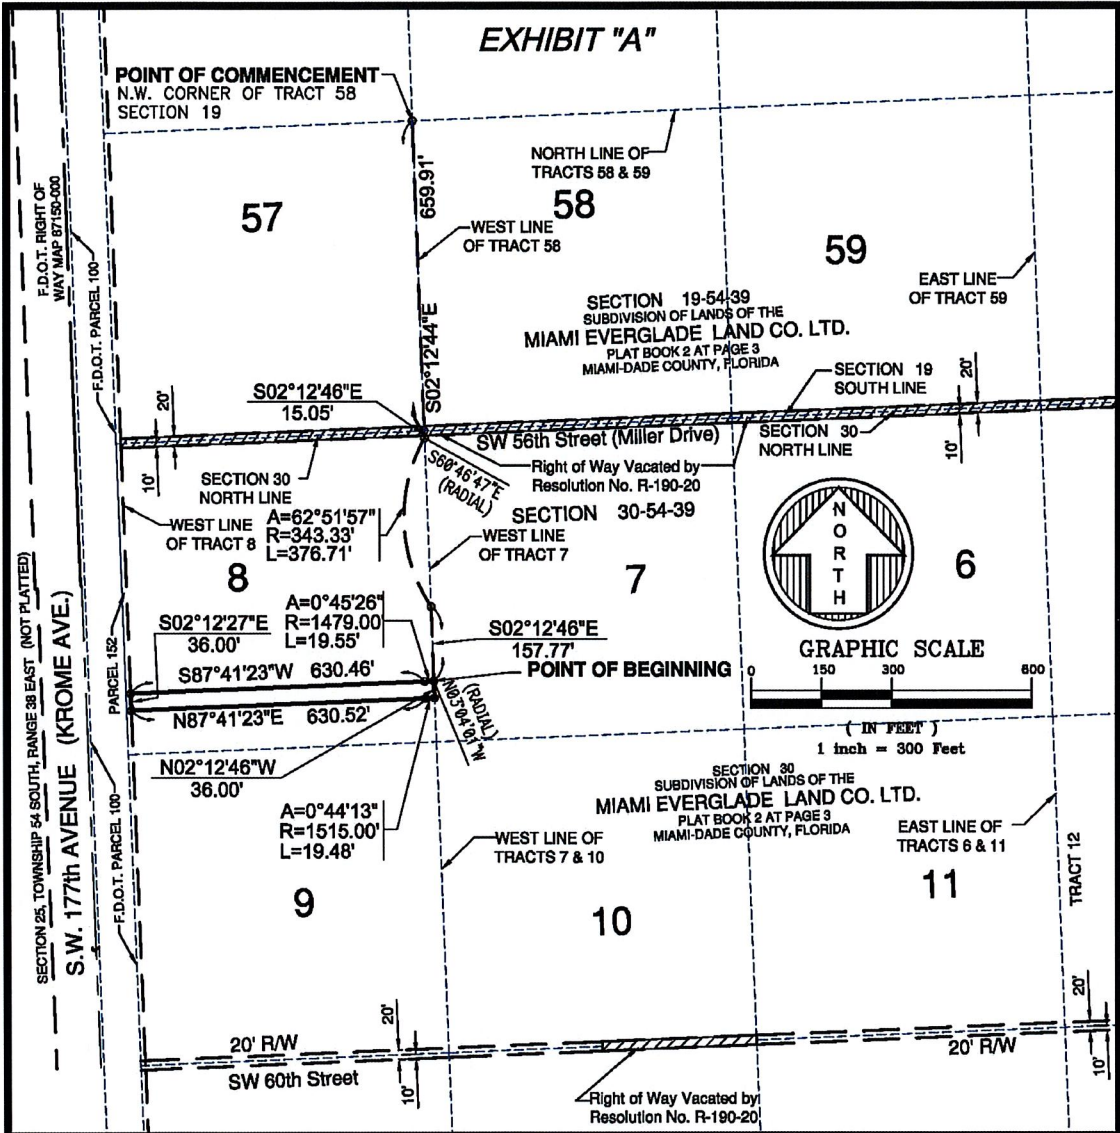 EXHIBIT "A"
POINT OF COMMENCEMENT
N.W. CORNER OF TRACT 58
SECTION 19
NORTH LINE OF
TRACTS 58 & 59
57
58
59
659.91'
WEST LINE
OF TRACT 58
S02°12'44"E
EAST LINE
OF TRACT 59
SECTION 19-54-39
SUBDIVISION OF LANDS OF THE
MIAMI EVERGLADE LAND CO. LTD.
PLAT BOOK 2 AT PAGE 3
MIAMI-DADE COUNTY, FLORIDA
F.D.O.T. RIGHT OF
WAY MAP 87150-000
F.D.O.T. PARCEL 100
SECTION 19
SOUTH LINE
20'
10'
20'
10'
S02°12'46"E
15.05'
SW 56th Street (Miller Drive)
SECTION 30
NORTH LINE
SECTION 30
NORTH LINE
Right of Way Vacated by
Resolution No. R-190-20
S60°46'47"E
(RADIAL)
SECTION 30-54-39
WEST LINE
OF TRACT 8
A=62°51'57"
R=343.33'
L=376.71'
WEST LINE
OF TRACT 7
8
7
6
NORTH
A=0°45'26"
R=1479.00'
L=19.55'
S02°12'27"E
36.00'
S02°12'46"E
157.77'
POINT OF BEGINNING
S87°41'23"W 630.46'
N87°41'23"E 630.52'
(RADIAL)
N03°04'01"W
PARCEL 152
GRAPHIC SCALE
0 150 300 600
( IN FEET )
1 inch = 300 Feet
N02°12'46"W
36.00'
A=0°44'13"
R=1515.00'
L=19.48'
SECTION 30
SUBDIVISION OF LANDS OF THE
MIAMI EVERGLADE LAND CO. LTD.
PLAT BOOK 2 AT PAGE 3
MIAMI-DADE COUNTY, FLORIDA
WEST LINE OF
TRACTS 7 & 10
EAST LINE OF
TRACTS 6 & 11
TRACT 12
SECTION 25, TOWNSHIP 54 SOUTH, RANGE 38 EAST (NOT PLATTED)
S.W. 177th AVENUE (KROME AVE.)
F.D.O.T. PARCEL 100
9
10
11
20'
10'
20'
10'
20' R/W
20' R/W
SW 60th Street
Right of Way Vacated by
Resolution No. R-190-20